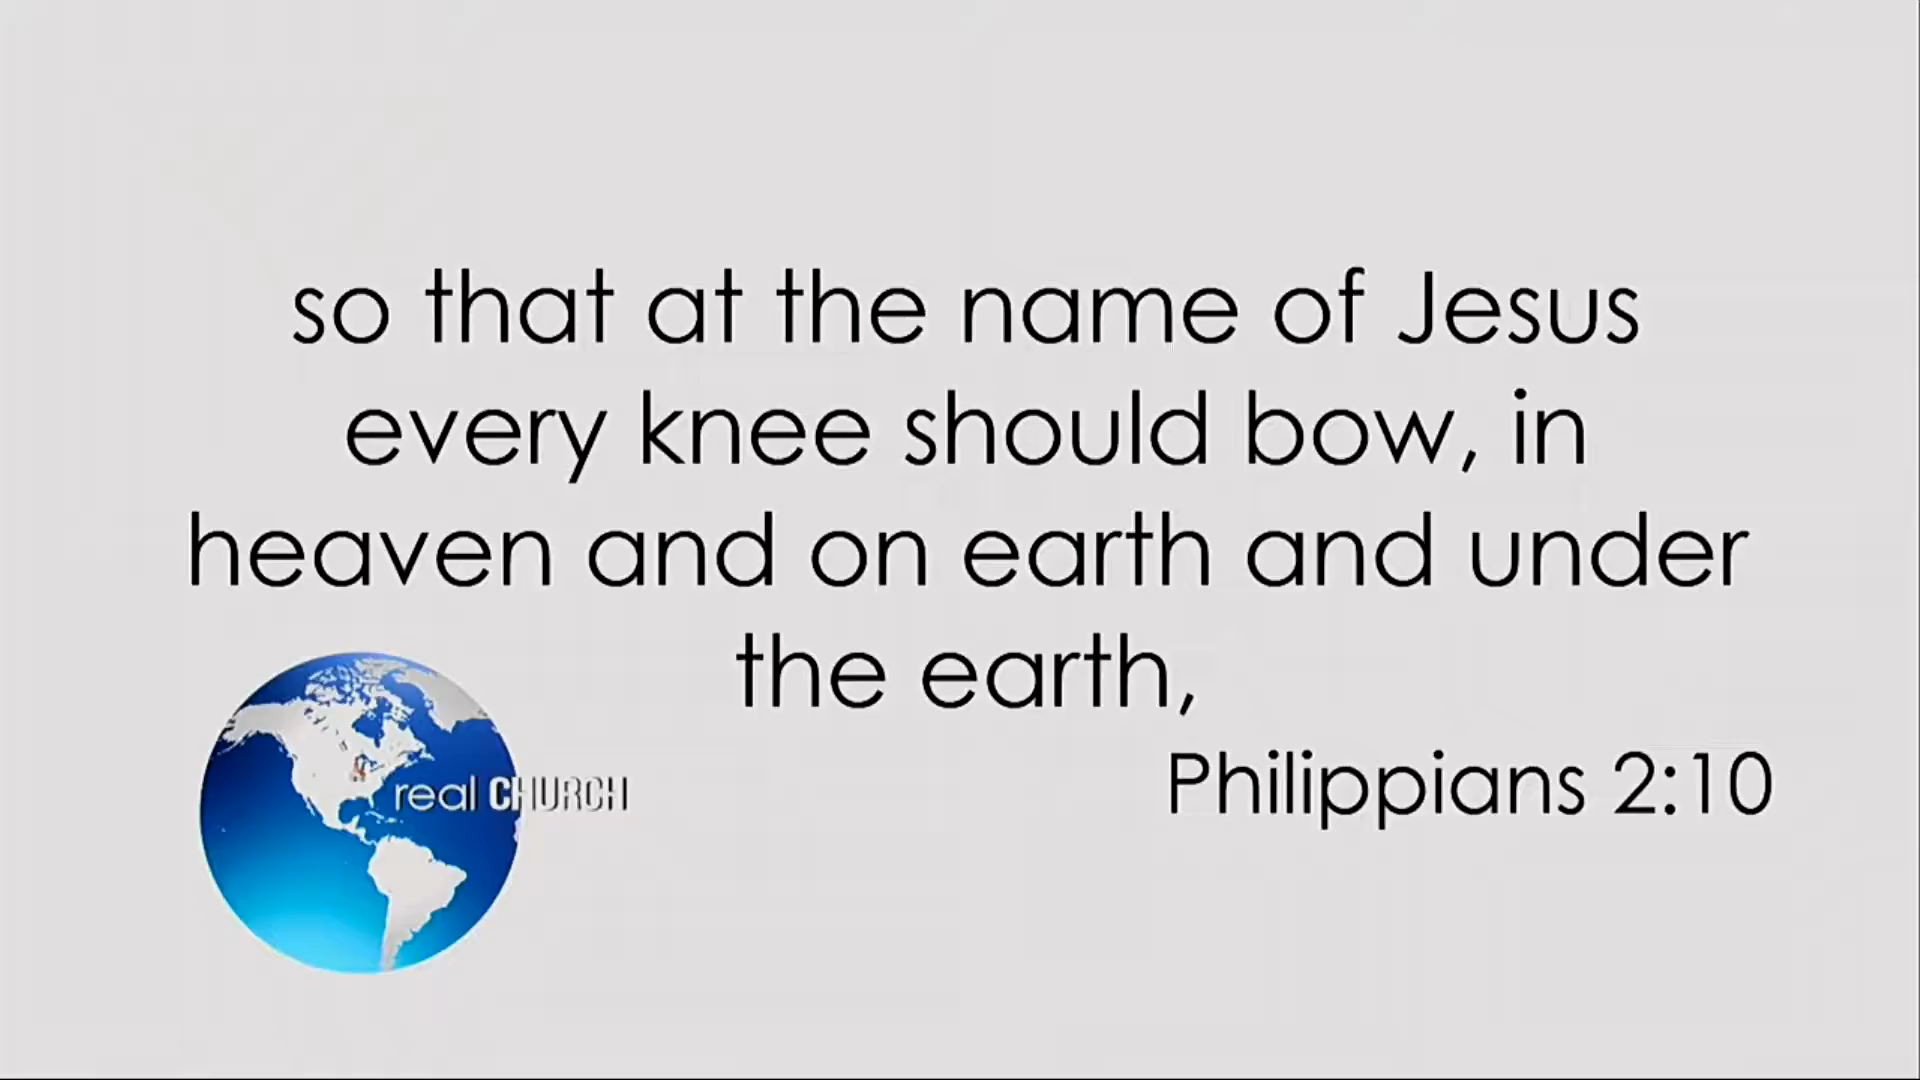 so that at the name of Jesus
every knee should bow, in
heaven and on earth and under
the earth,
real CHURCH
Philippians 2:10